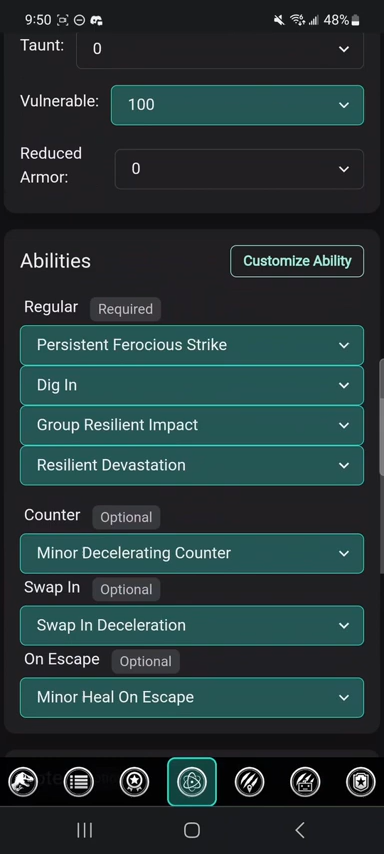 9:50
48%
Taunt:
0
Vulnerable:
100
Reduced
Armor:
0
Abilities
Customize Ability
Regular
Required
Persistent Ferocious Strike
Dig In
Group Resilient Impact
Resilient Devastation
Counter
Optional
Minor Decelerating Counter
Swap In
Optional
Swap In Deceleration
On Escape
Optional
Minor Heal On Escape